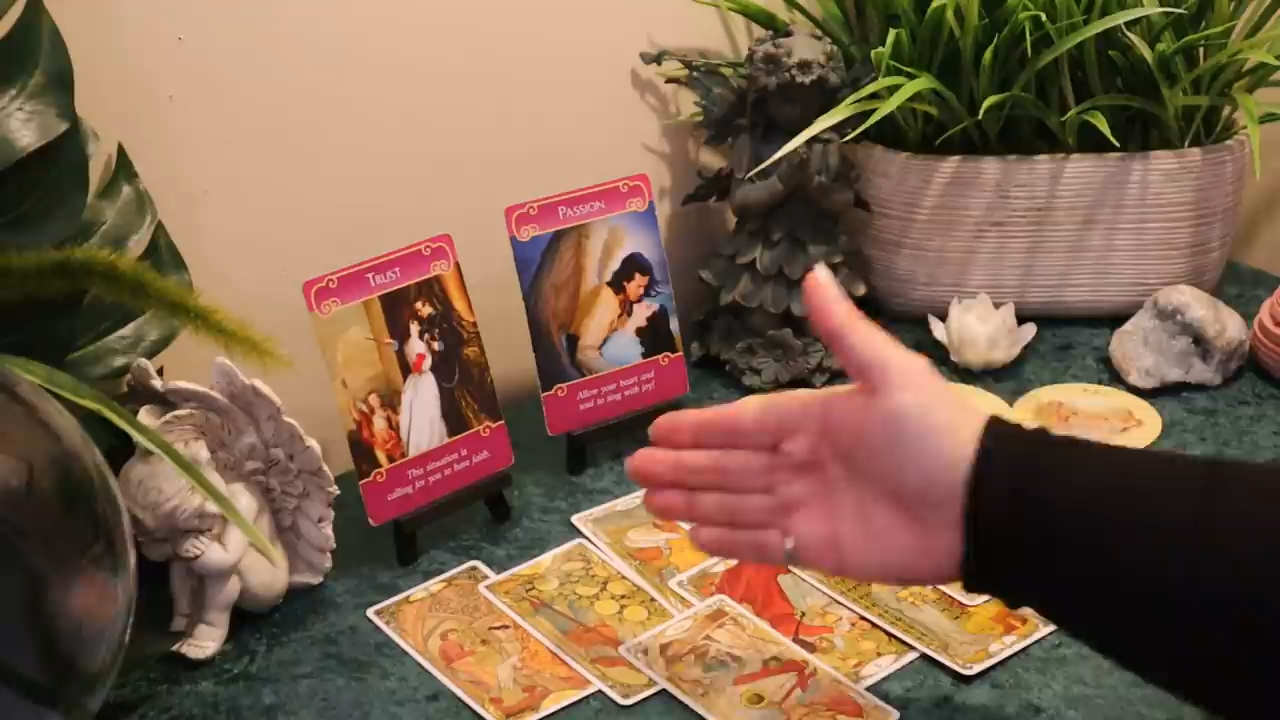 TRUST
This situation is
calling for you to have faith.
PASSION
Allow your heart and
soul to sing with joy!